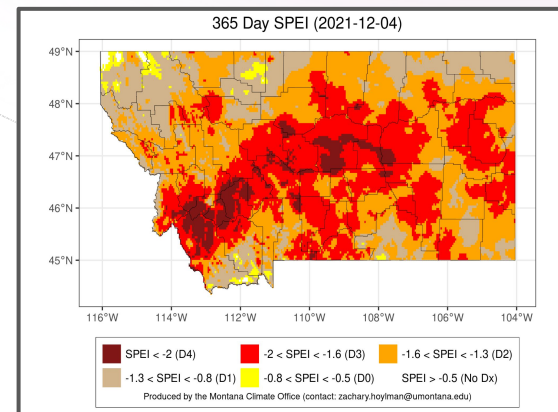 365 Day SPEI (2021-12-04)
49°N
48°N
47°N
46°N
45°N
116°W 114°W 112°W 110°W 108°W 106°W 104°W
SPEI < -2 (D4) -2 < SPEI < -1.6 (D3) -1.6 < SPEI < -1.3 (D2)
-1.3 < SPEI < -0.8 (D1) -0.8 < SPEI < -0.5 (D0) SPEI > -0.5 (No Dx)
Produced by the Montana Climate Office (contact: zachary.hoylman@umontana.edu)